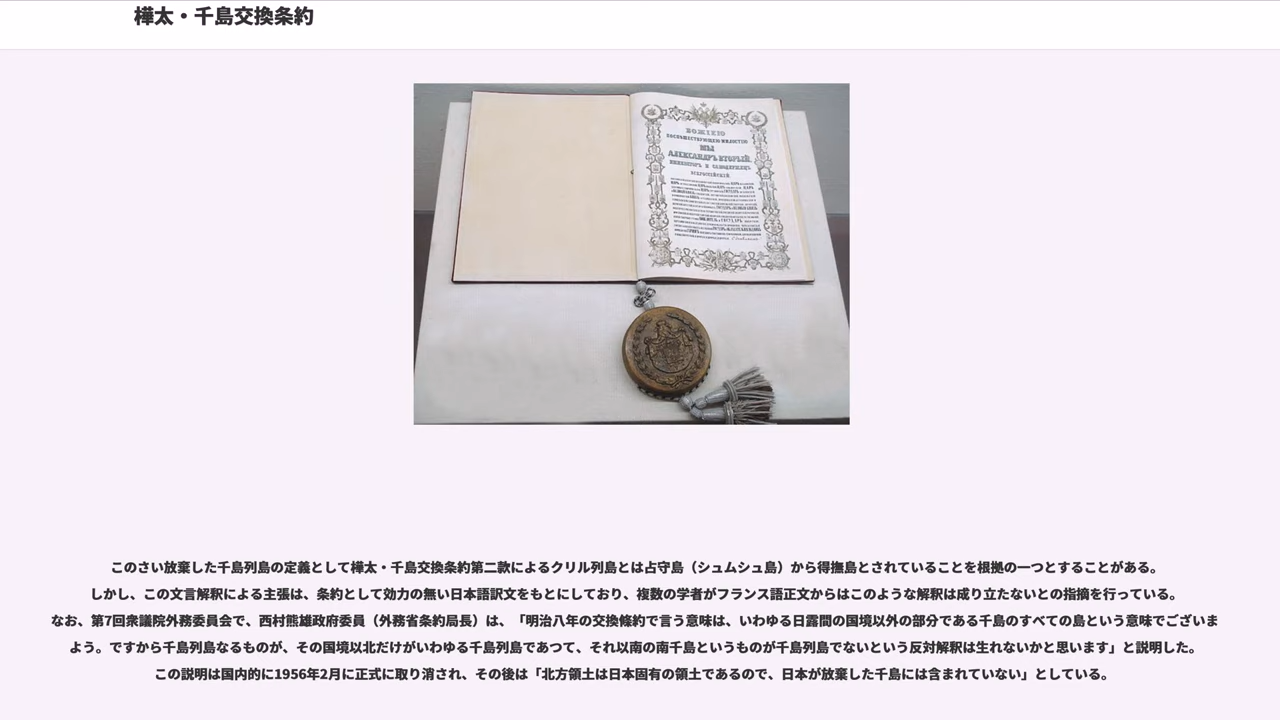 樺太・千島交換条約
БОЖІЕЮ
МЫ
АЛЕКСАНДРЪ ВТОРЫЙ,
ИМПЕРАТОРЪ И САМОДЕРЖЕЦЪ
ВСЕРОССІЙСКІЙ,
このさい放棄した千島列島の定義として樺太・千島交換条約第二款によるクリル列島とは占守島（シュムシュ島）から得撫島とされていることを根拠の一つとすることがある。
しかし、この文言解釈による主張は、条約として効力の無い日本語訳文をもとにしており、複数の学者がフランス語正文からはこのような解釈は成り立たないとの指摘を行っている。
なお、第7回衆議院外務委員会で、西村熊雄政府委員（外務省条約局長）は、「明治八年の交換條約で言う意味は、いわゆる日露間の国境以外の部分である千島のすべての島という意味でございま
よう。ですから千島列島なるものが、その国境以北だけがいわゆる千島列島であつて、それ以南の南千島というものが千島列島でないという反対解釈は生れないかと思います」と説明した。
この説明は国内的に1956年2月に正式に取り消され、その後は「北方領土は日本固有の領土であるので、日本が放棄した千島には含まれていない」としている。